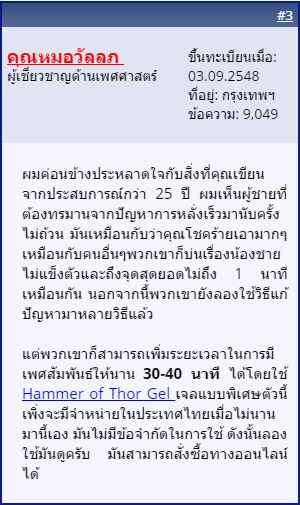 #3
คุณหมอวัลลภ
ผู้เชี่ยวชาญด้านเพศศาสตร์
ขึ้นทะเบียนเมื่อ:
03.09.2548
ที่อยู่: กรุงเทพฯ
ข้อความ: 9,049
ผมค่อนข้างประหลาดใจกับสิ่งที่คุณเขียน
จากประสบการณ์กว่า 25 ปี ผมเห็นผู้ชายที่
ต้องทรมานจากปัญหาการหลั่งเร็วมานับครั้ง
ไม่ถ้วน มันเหมือนกับว่าคุณโชคร้ายเอามากๆ
เหมือนกับคนอื่นๆพวกเขาก็บ่นเรื่องน้องชาย
ไม่แข็งตัวและถึงจุดสุดยอดไม่ถึง 1 นาที
เหมือนกัน นอกจากนี้พวกเขายังลองใช้วิธีแก้
ปัญหามาหลายวิธีแล้ว
แต่พวกเขาก็สามารถเพิ่มระยะเวลาในการมี
เพศสัมพันธ์ให้นาน 30-40 นาที ได้โดยใช้
Hammer of Thor Gel เจลแบบพิเศษตัวนี้
เพิ่งจะมีจำหน่ายในประเทศไทยเมื่อไม่นาน
มานี้เอง มันไม่มีข้อจำกัดในการใช้ ดังนั้นลอง
ใช้มันดูครับ มันสามารถสั่งซื้อทางออนไลน์
ได้